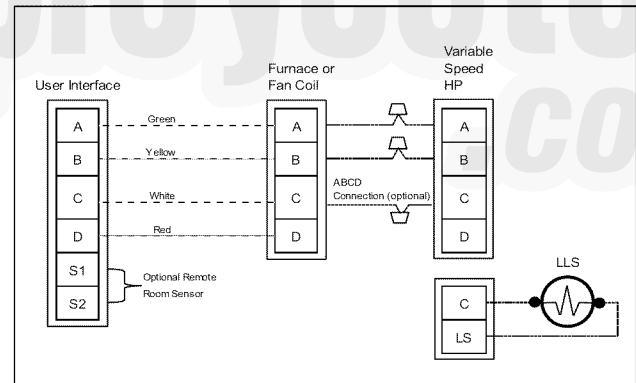 Variable
Speed
HP
Furnace or
Fan Coil
User Interface
A
B
C
D
S1
S2
Green
Yellow
White
Red
Optional Remote
Room Sensor
A
B
C
D
ABCD
Connection (optional)
A
B
C
D
LLS
C
LS
.co